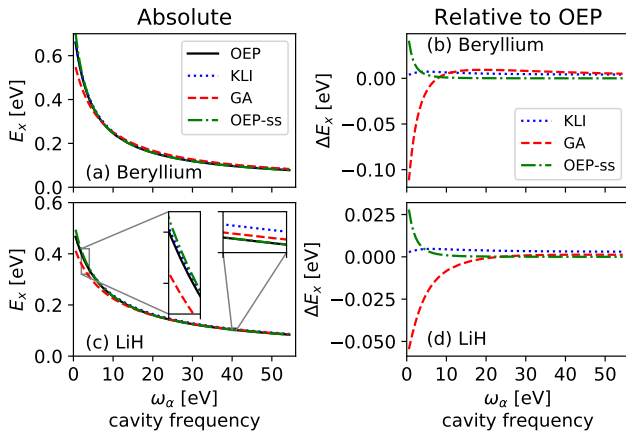 Absolute
Relative to OEP
0.6
0.4
0.2
0.0
E_x [eV]
OEP
KLI
GA
OEP-ss
(a) Beryllium
(b) Beryllium
0.00
−0.05
−0.10
ΔE_x [eV]
KLI
GA
OEP-ss
0.6
0.4
0.2
0.0
E_x [eV]
(c) LiH
0 10 20 30 40 50
ω_α [eV]
cavity frequency
0.025
0.000
−0.025
−0.050
ΔE_x [eV]
(d) LiH
0 10 20 30 40 50
ω_α [eV]
cavity frequency